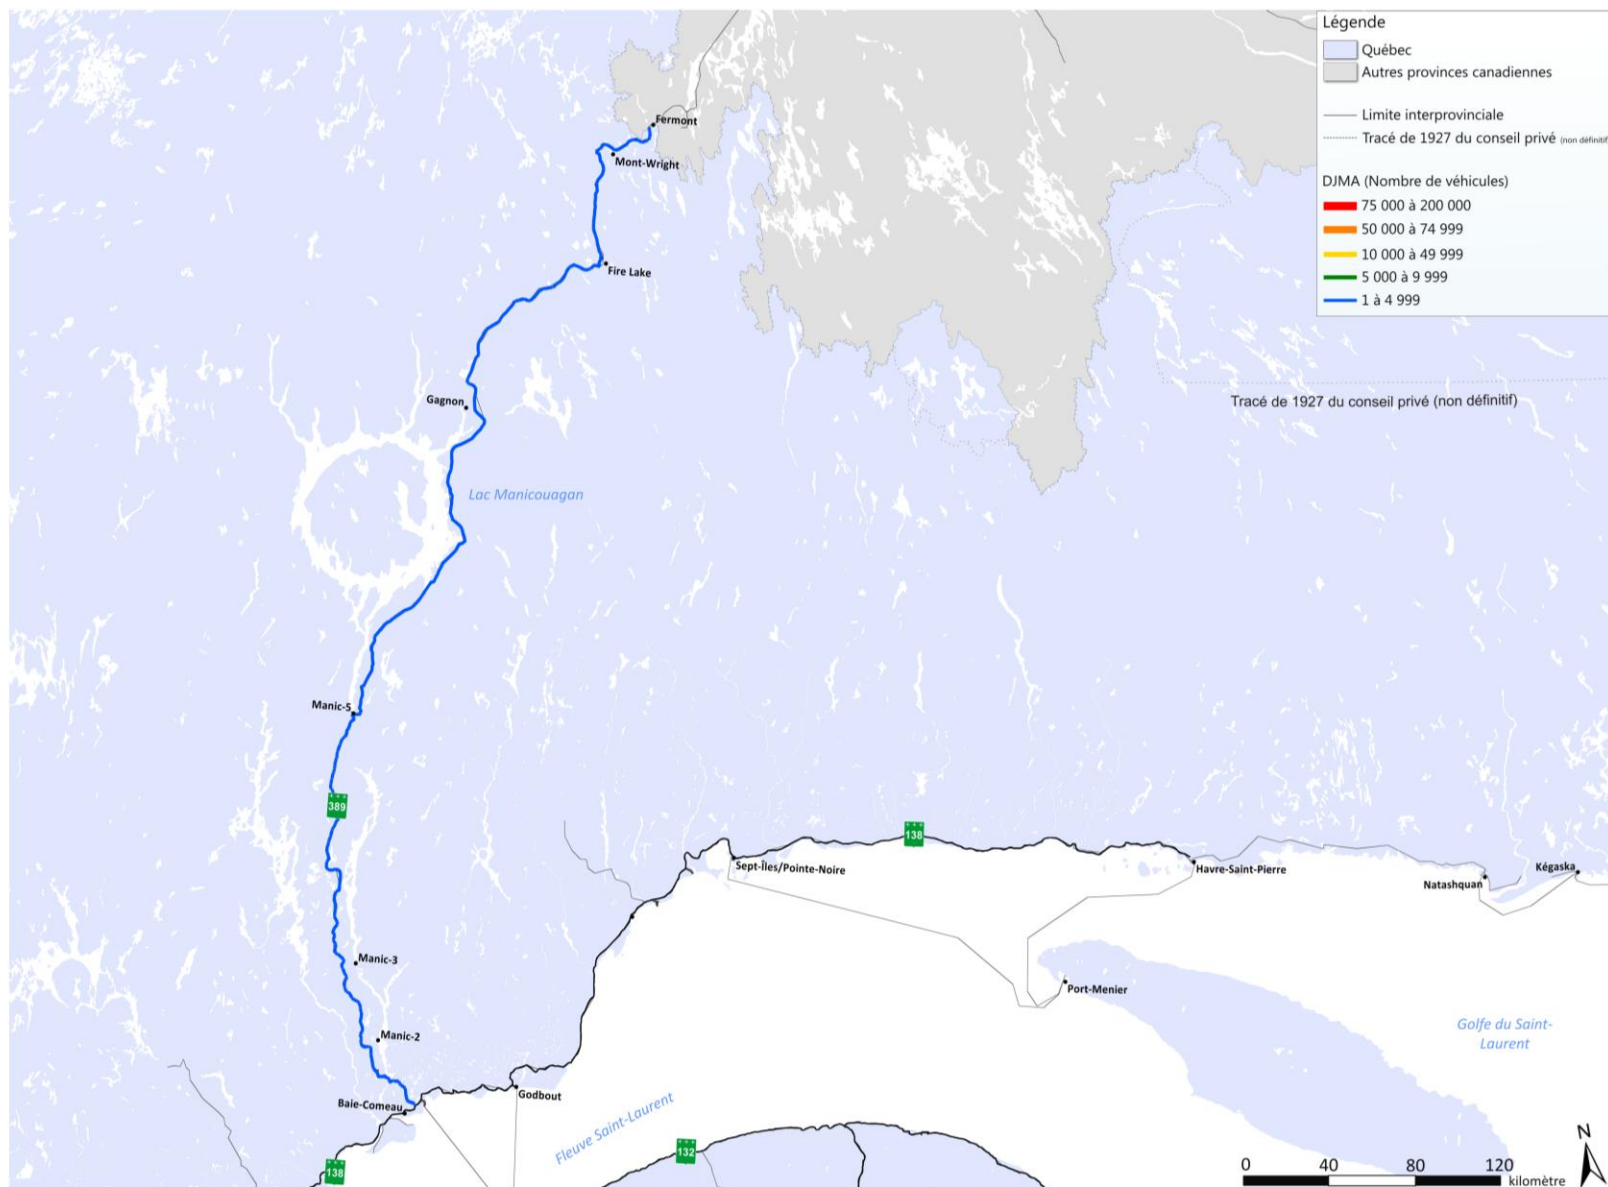 Légende
Québec
Autres provinces canadiennes
Limite interprovinciale
Tracé de 1927 du conseil privé (non définitif)
DJMA (Nombre de véhicules)
75 000 à 200 000
50 000 à 74 999
10 000 à 49 999
5 000 à 9 999
1 à 4 999
Fermont
Mont-Wright
Fire Lake
Gagnon
Tracé de 1927 du conseil privé (non définitif)
Lac Manicouagan
Manic-5
389
138
Sept-Îles/Pointe-Noire
Havre-Saint-Pierre
Kégaska
Natashquan
Manic-3
Port-Menier
Manic-2
Golfe du Saint-
Laurent
Godbout
Baie-Comeau
Fleuve Saint-Laurent
132
138
N
0 40 80 120
kilomètre